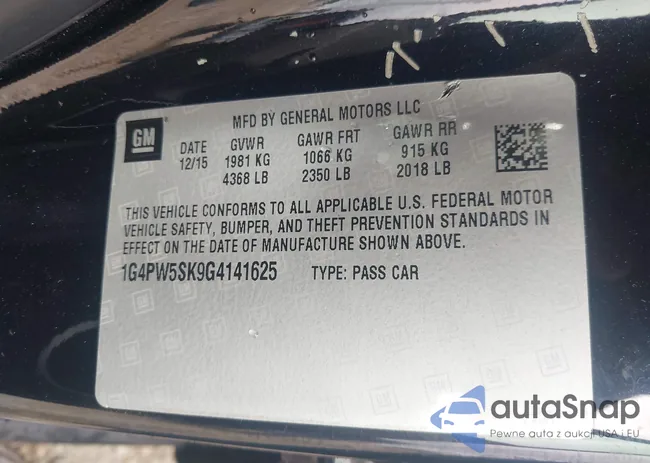 GM
MFD BY GENERAL MOTORS LLC
DATE GVWR GAWR FRT GAWR RR
12/15 1981 KG 1066 KG 915 KG
4368 LB 2350 LB 2018 LB
THIS VEHICLE CONFORMS TO ALL APPLICABLE U.S. FEDERAL MOTOR
VEHICLE SAFETY, BUMPER, AND THEFT PREVENTION STANDARDS IN
EFFECT ON THE DATE OF MANUFACTURE SHOWN ABOVE.
1G4PW5SK9G4141625 TYPE: PASS CAR
autaSnap
Pewne auta z aukcji USA i EU